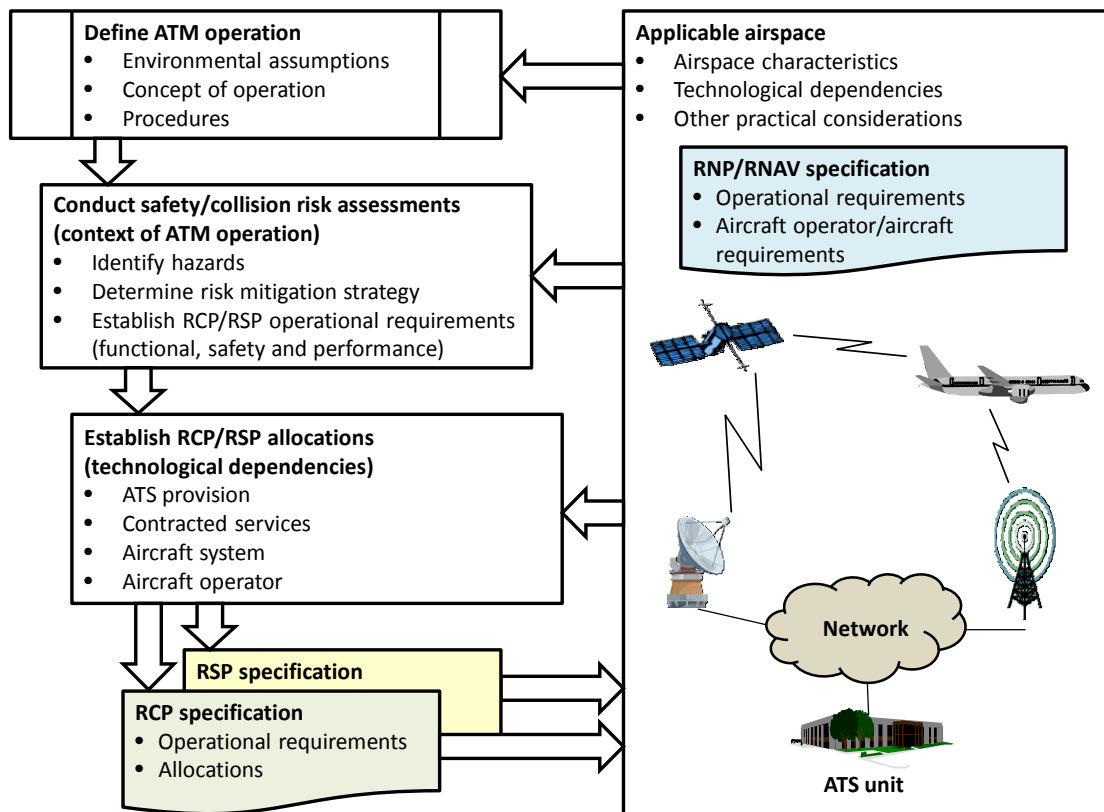 Define ATM operation
• Environmental assumptions
• Concept of operation
• Procedures
Conduct safety/collision risk assessments
(context of ATM operation)
• Identify hazards
• Determine risk mitigation strategy
• Establish RCP/RSP operational requirements
(functional, safety and performance)
Establish RCP/RSP allocations
(technological dependencies)
• ATS provision
• Contracted services
• Aircraft system
• Aircraft operator
RSP specification
RCP specification
• Operational requirements
• Allocations
Applicable airspace
• Airspace characteristics
• Technological dependencies
• Other practical considerations
RNP/RNAV specification
• Operational requirements
• Aircraft operator/aircraft
requirements
Network
ATS unit